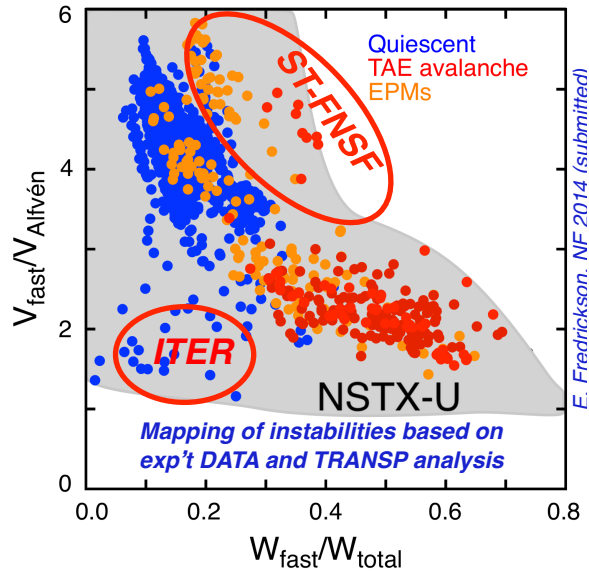 6
4
2
0
V_fast/V_Alfvén
Quiescent
TAE avalanche
EPMs
ST-FNSF
ITER
NSTX-U
Mapping of instabilities based on
exp't DATA and TRANSP analysis
0.0 0.2 0.4 0.6 0.8
W_fast/W_total
E. Fredrickson, NF 2014 (submitted)